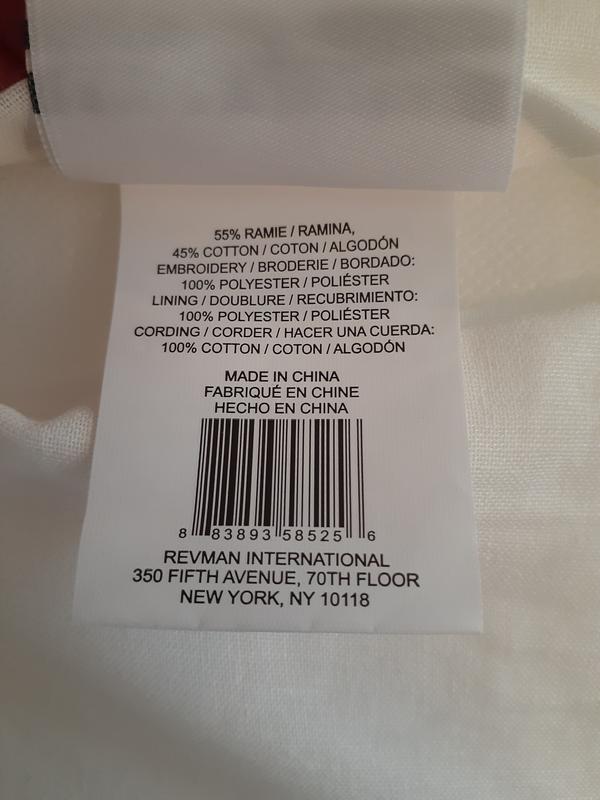 55% RAMIE / RAMINA,
45% COTTON / COTON / ALGODÓN
EMBROIDERY / BRODERIE / BORDADO:
100% POLYESTER / POLIÉSTER
LINING / DOUBLURE / RECUBRIMIENTO:
100% POLYESTER / POLIÉSTER
CORDING / CORDER / HACER UNA CUERDA:
100% COTTON / COTON / ALGODÓN
MADE IN CHINA
FABRIQUÉ EN CHINE
HECHO EN CHINA
8 83893 58525 6
REVMAN INTERNATIONAL
350 FIFTH AVENUE, 70TH FLOOR
NEW YORK, NY 10118